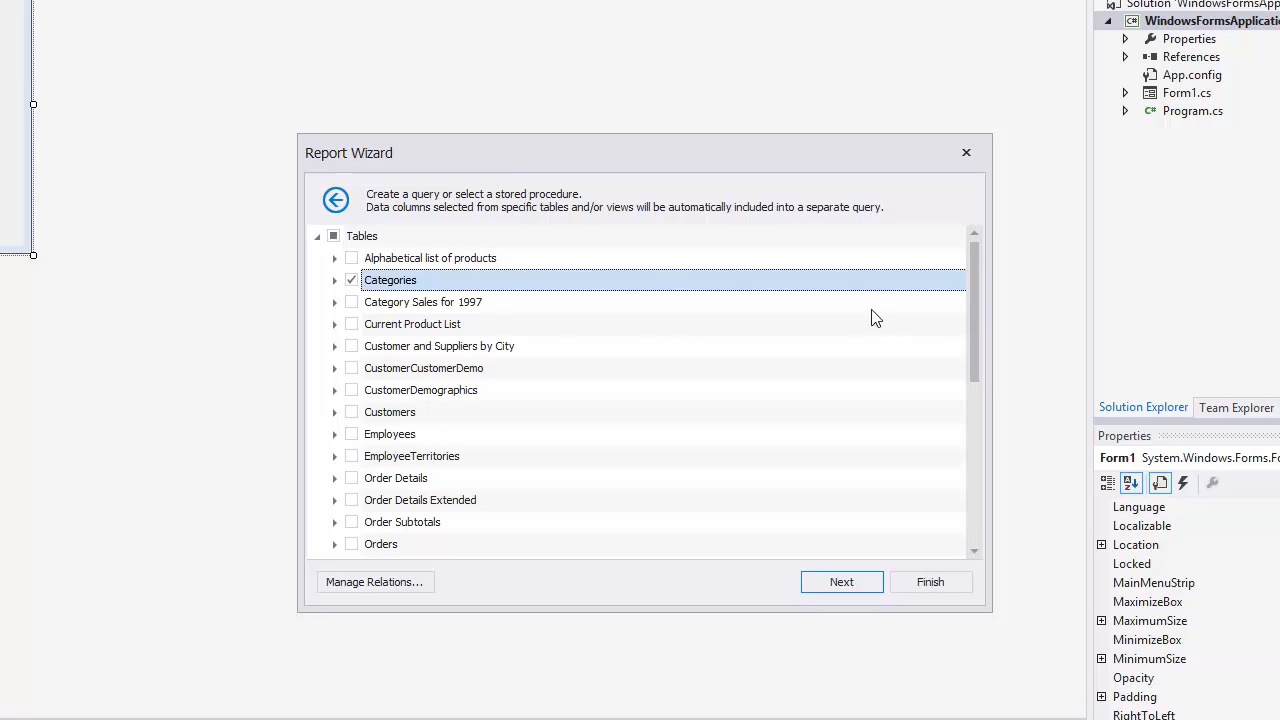 Solution 'WindowsFormsApp
WindowsFormsApplicatio
Properties
References
App.config
Form1.cs
Program.cs
Report Wizard
Create a query or select a stored procedure.
Data columns selected from specific tables and/or views will be automatically included into a separate query.
Tables
Alphabetical list of products
Categories
Category Sales for 1997
Current Product List
Customer and Suppliers by City
CustomerCustomerDemo
CustomerDemographics
Customers
Employees
EmployeeTerritories
Order Details
Order Details Extended
Order Subtotals
Orders
Manage Relations...
Next
Finish
Solution Explorer
Team Explorer
Properties
Form1 System.Windows.Forms.Fo
Language
Localizable
Location
Locked
MainMenuStrip
MaximizeBox
MaximumSize
MinimizeBox
MinimumSize
Opacity
Padding
RightToLeft